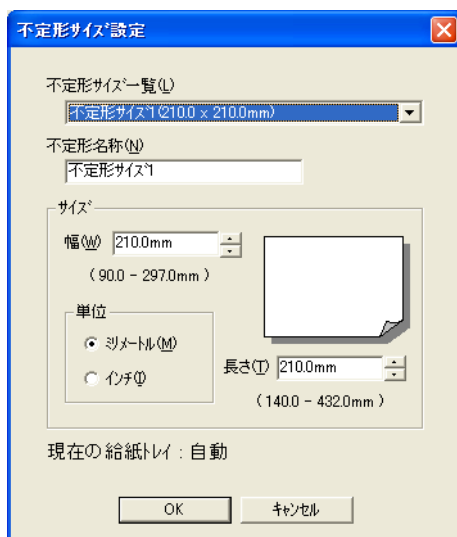 不定形ｻｲｽﾞ設定
不定形ｻｲｽﾞ一覧(L)
不定形ｻｲｽﾞ1(210.0 x 210.0mm)
不定形名称(N)
不定形ｻｲｽﾞ1
ｻｲｽﾞ
幅(W) 210.0mm
( 90.0 - 297.0mm )
単位
ﾐﾘﾒｰﾄﾙ(M)
ｲﾝﾁ(I)
長さ(T) 210.0mm
( 140.0 - 432.0mm )
現在の給紙ﾄﾚｲ : 自動
OK ｷｬﾝｾﾙ